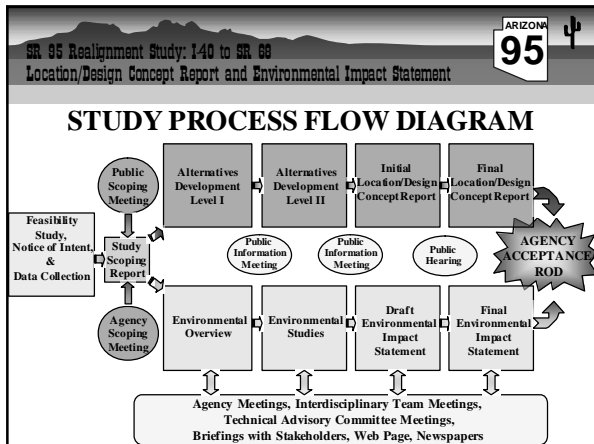 SR 95 Realignment Study: I-40 to SR 68
Location/Design Concept Report and Environmental Impact Statement
ARIZONA
95
STUDY PROCESS FLOW DIAGRAM
Public
Scoping
Meeting
Alternatives
Development
Level I
Alternatives
Development
Level II
Initial
Location/Design
Concept Report
Final
Location/Design
Concept Report
Feasibility
Study,
Notice of Intent,
&
Data Collection
Study
Scoping
Report
Public
Information
Meeting
Public
Information
Meeting
Public
Hearing
AGENCY
ACCEPTANCE
ROD
Agency
Scoping
Meeting
Environmental
Overview
Environmental
Studies
Draft
Environmental
Impact
Statement
Final
Environmental
Impact
Statement
Agency Meetings, Interdisciplinary Team Meetings,
Technical Advisory Committee Meetings,
Briefings with Stakeholders, Web Page, Newspapers